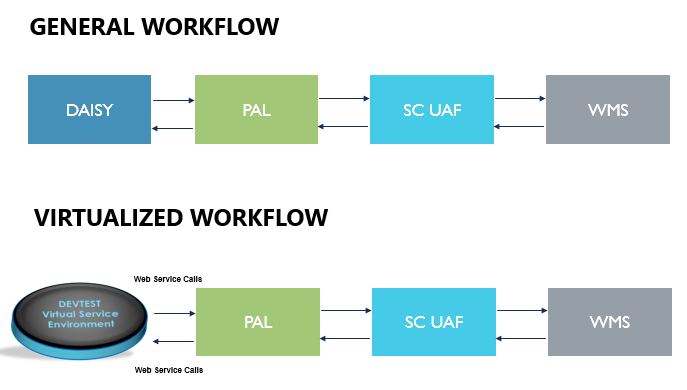 GENERAL WORKFLOW
DAISY PAL SC UAF WMS
VIRTUALIZED WORKFLOW
Web Service Calls
DEVTEST
Virtual Service
Environment
PAL SC UAF WMS
Web Service Calls